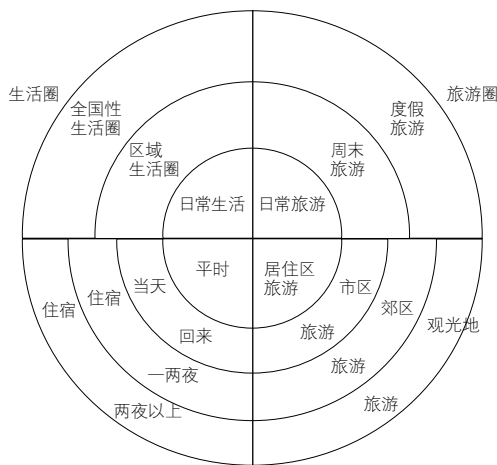 生活圈
旅游圈
全国性
生活圈
度假
旅游
区域
生活圈
周末
旅游
日常生活
日常旅游
平时
居住区
旅游
当天
回来
市区
旅游
住宿
一两夜
郊区
旅游
住宿
两夜以上
观光地
旅游